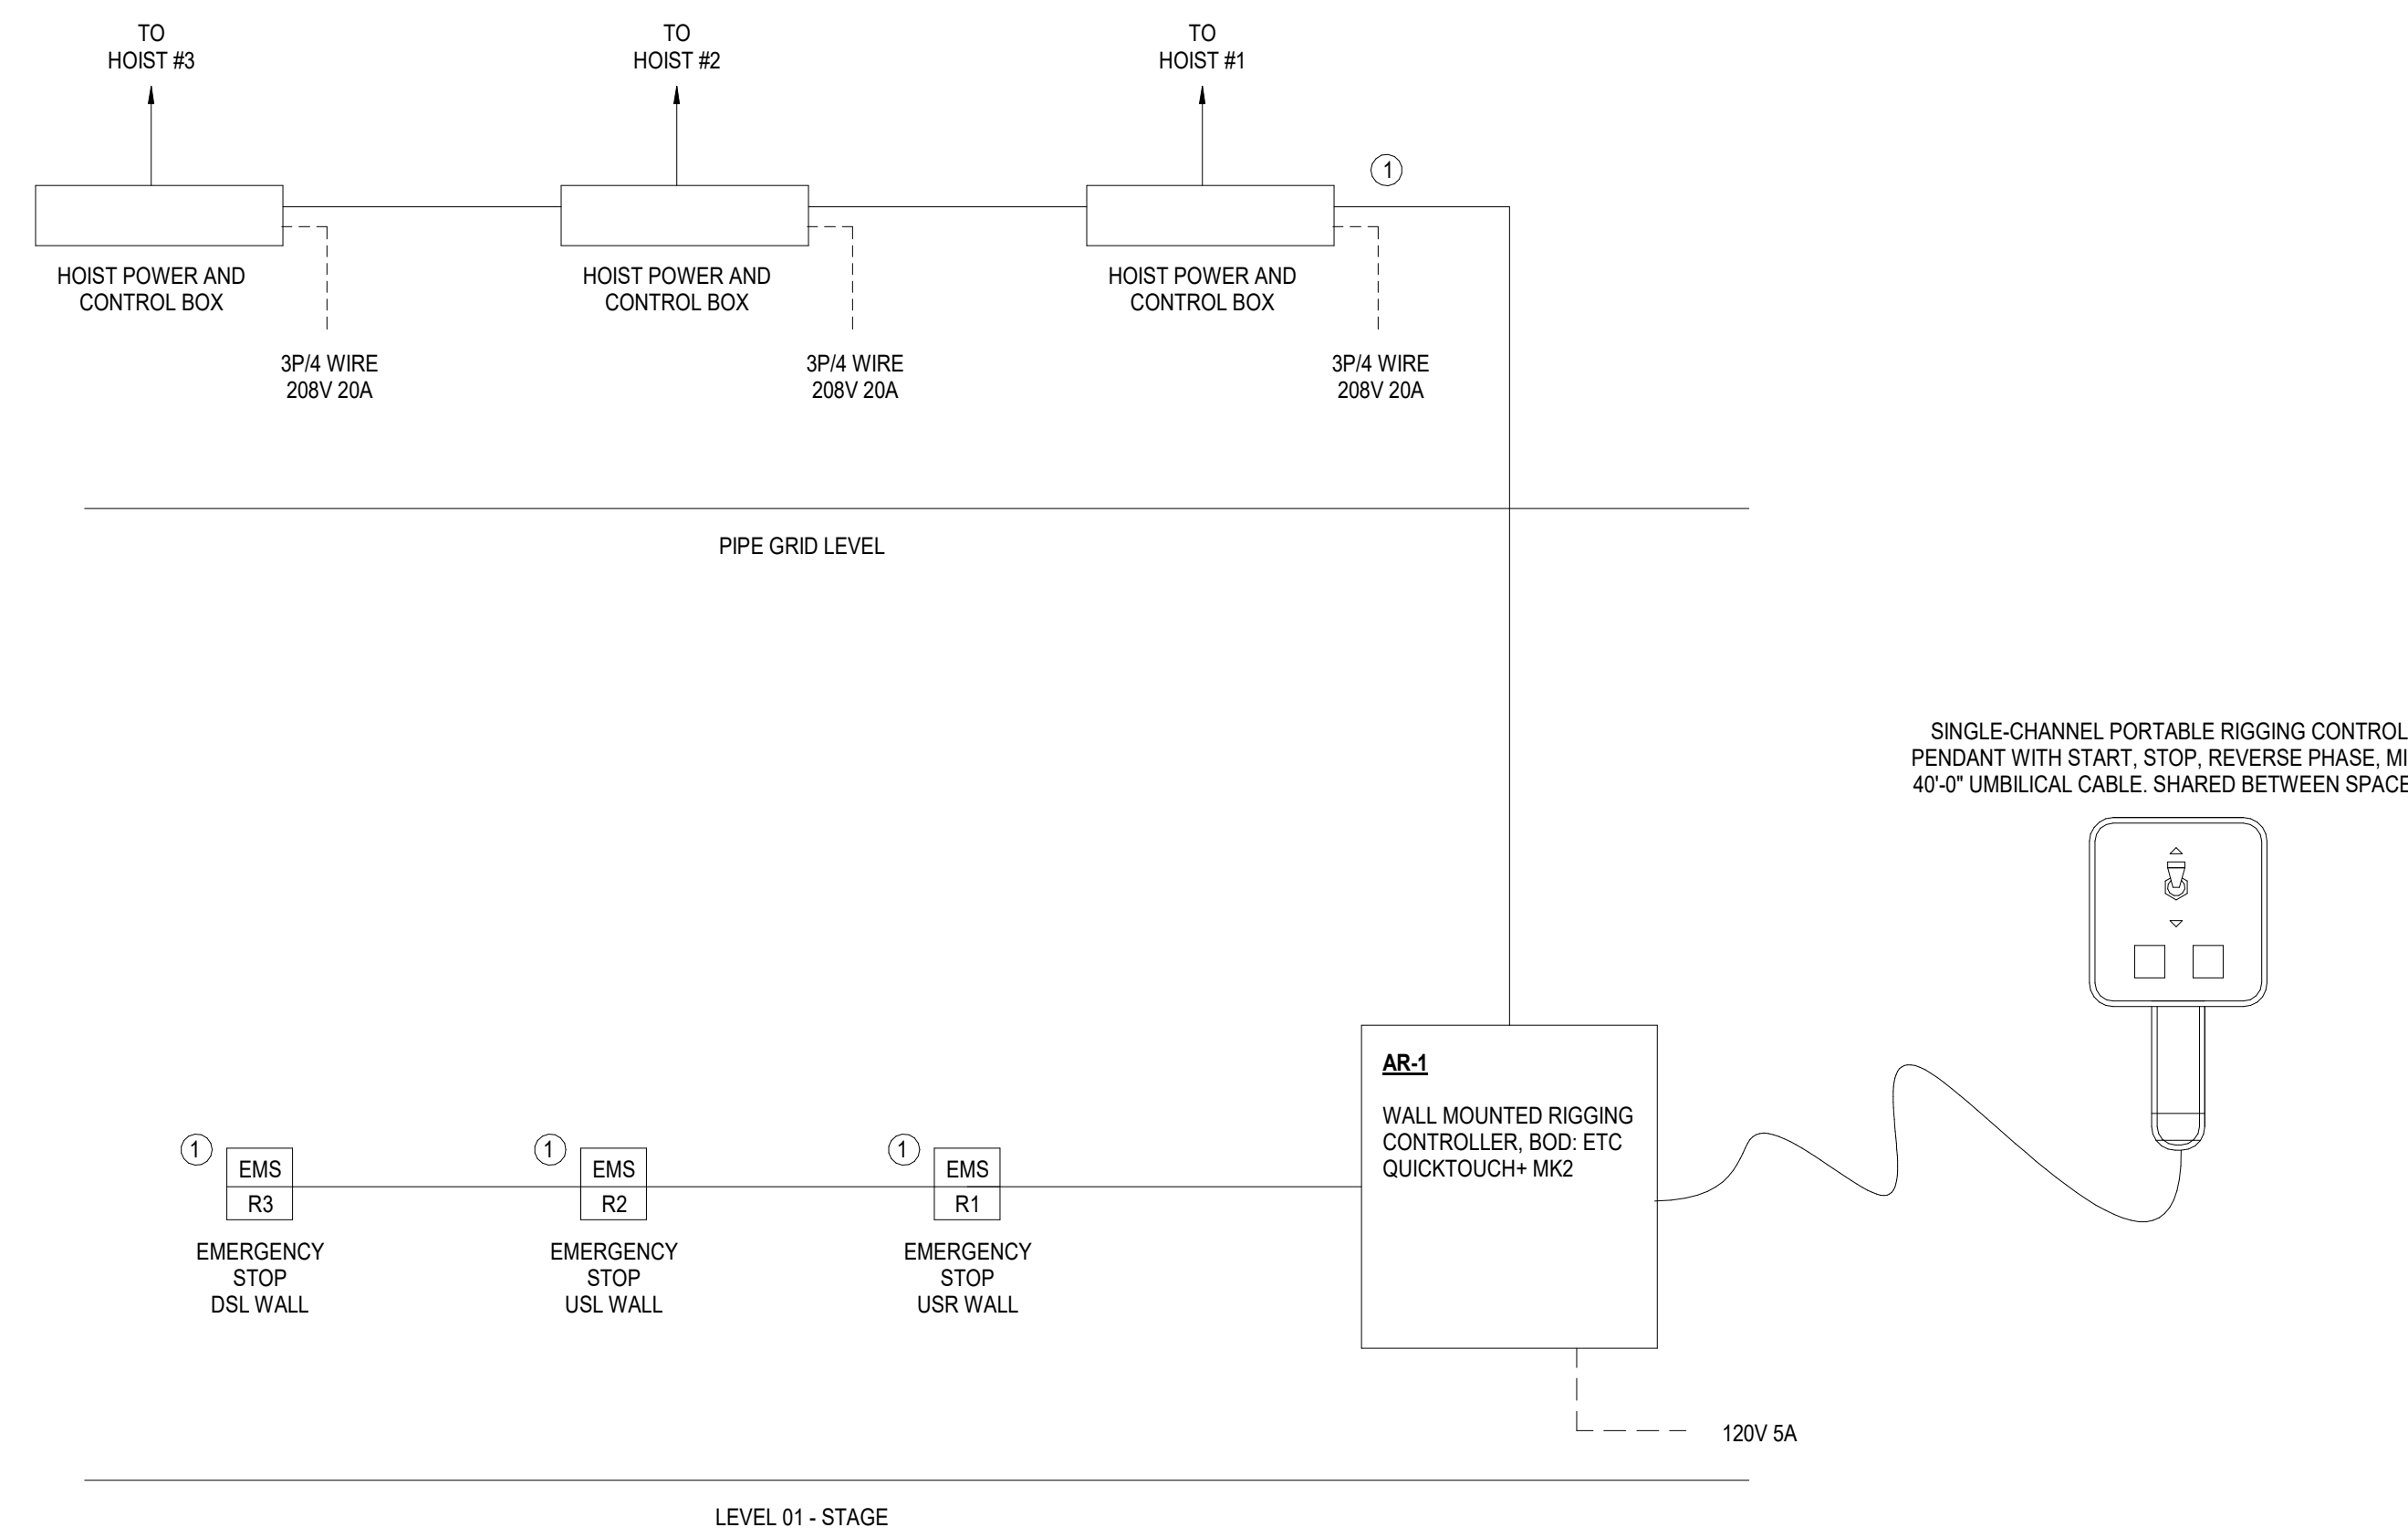 TO
HOIST #3
TO
HOIST #2
TO
HOIST #1
1
HOIST POWER AND
CONTROL BOX
HOIST POWER AND
CONTROL BOX
HOIST POWER AND
CONTROL BOX
3P/4 WIRE
208V 20A
3P/4 WIRE
208V 20A
3P/4 WIRE
208V 20A
PIPE GRID LEVEL
SINGLE-CHANNEL PORTABLE RIGGING CONTROL
PENDANT WITH START, STOP, REVERSE PHASE, MI
40'-0" UMBILICAL CABLE. SHARED BETWEEN SPACE
AR-1
WALL MOUNTED RIGGING
CONTROLLER, BOD: ETC
QUICKTOUCH+ MK2
1
EMS
R3
EMERGENCY
STOP
DSL WALL
1
EMS
R2
EMERGENCY
STOP
USL WALL
1
EMS
R1
EMERGENCY
STOP
USR WALL
120V 5A
LEVEL 01 - STAGE